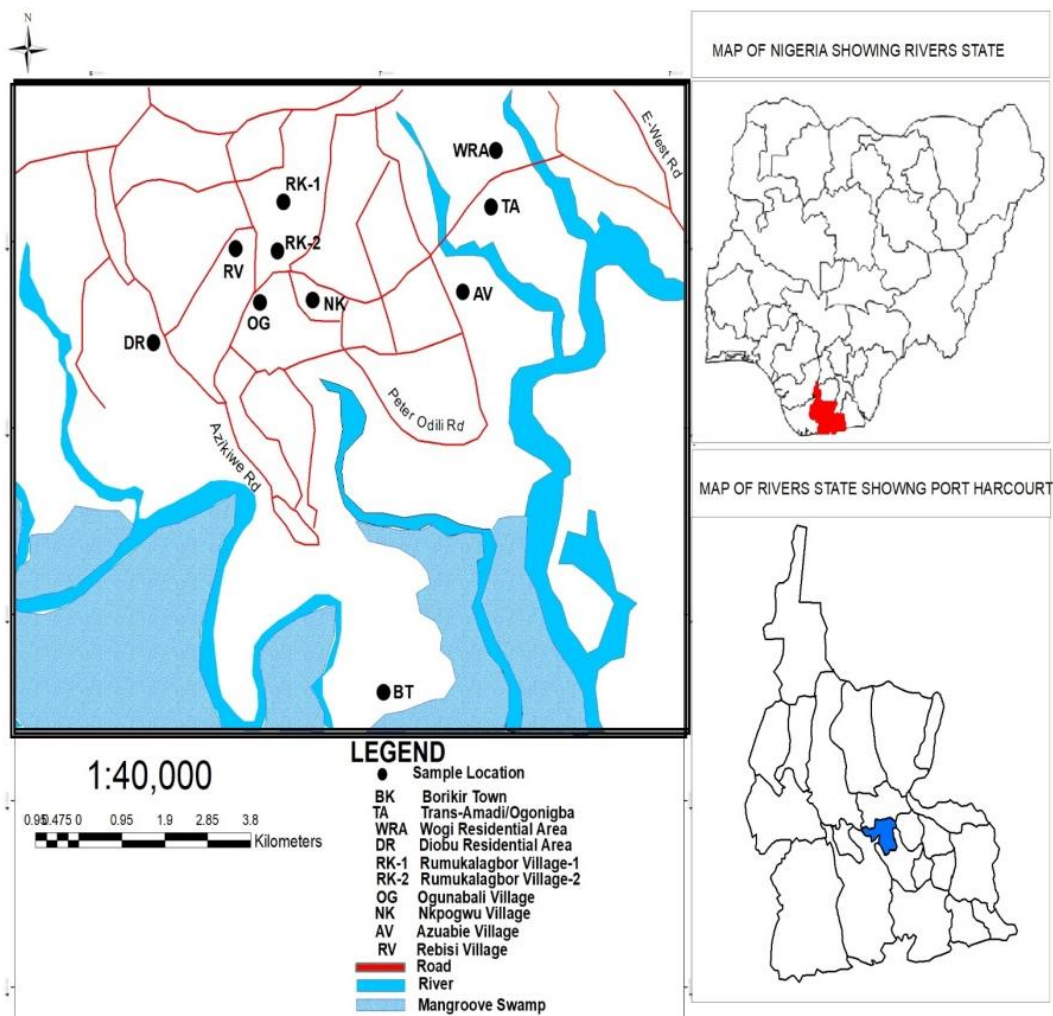 N
6
7
7
WRA
E-West Rd
RK-1
TA
RK-2
RV
AV
NK
OG
DR
Peter Odili Rd
Azikiwe Rd
BT
1:40,000
0.95 0.475 0 0.95 1.9 2.85 3.8
Kilometers
LEGEND
Sample Location
BK Borikir Town
TA Trans-Amadi/Ogonigba
WRA Wogi Residential Area
DR Diobu Residential Area
RK-1 Rumukalagbor Village-1
RK-2 Rumukalagbor Village-2
OG Ogunabali Village
NK Nkpogwu Village
AV Azuabie Village
RV Rebisi Village
Road
River
Mangroove Swamp
MAP OF NIGERIA SHOWING RIVERS STATE
MAP OF RIVERS STATE SHOWNG PORT HARCOURT